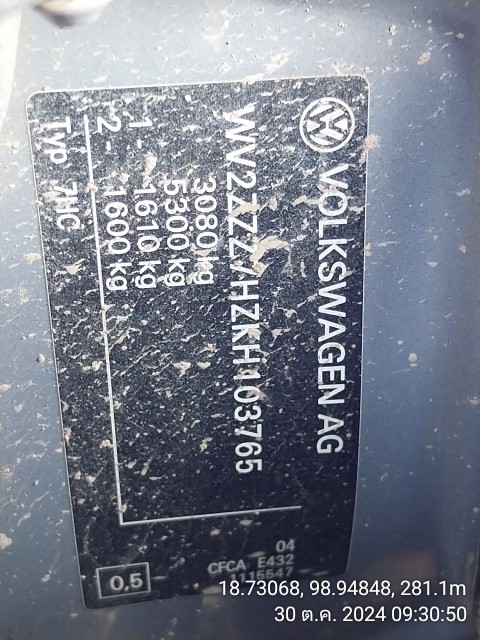 VOLKSWAGEN AG
WV2ZZZ7HZKH103765
3080 kg
5300 kg
1 - 1610 kg
2 - 1600 kg
Typ 7HC
04
CFCA E432
115547
0,5
18.73068, 98.94848, 281.1m
30 ต.ค. 2024 09:30:50